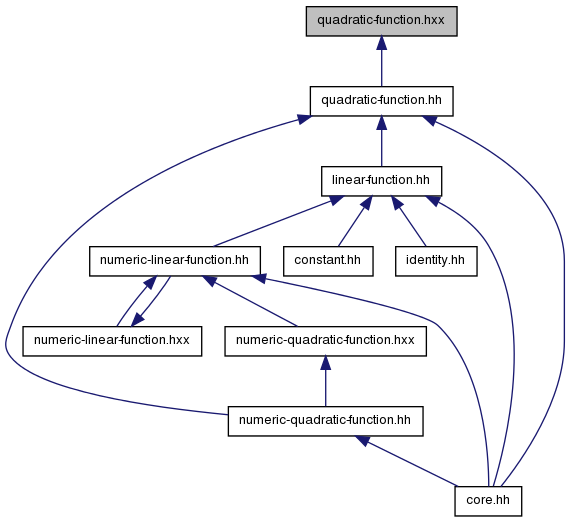 quadratic-function.hxx
quadratic-function.hh
linear-function.hh
numeric-linear-function.hh
constant.hh
identity.hh
numeric-linear-function.hxx
numeric-quadratic-function.hxx
numeric-quadratic-function.hh
core.hh